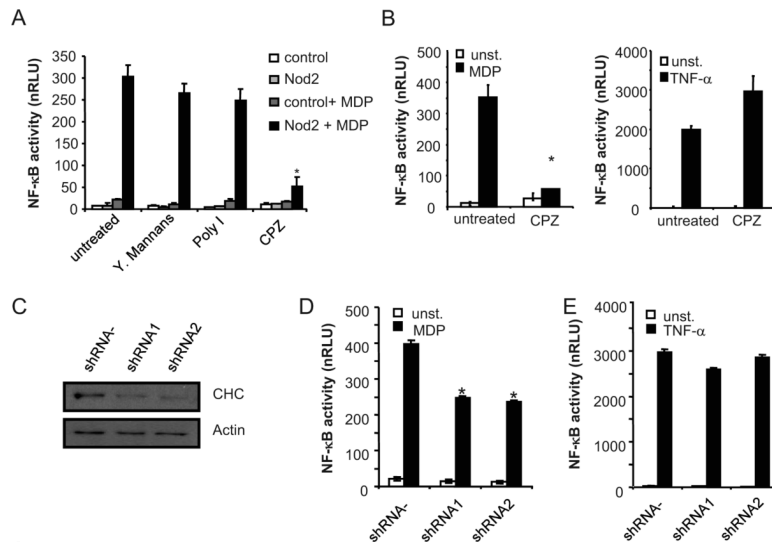 A
NF-κB activity (nRLU)
350
300
250
200
150
100
50
0
control
Nod2
control+ MDP
Nod2 + MDP
*
untreated
Y. Mannans
Poly I
CPZ
B
NF-κB activity (nRLU)
500
400
300
200
100
0
unst.
MDP
*
untreated
CPZ
NF-κB activity (nRLU)
4000
3000
2000
1000
0
unst.
TNF-α
untreated
CPZ
C
shRNA-
shRNA1
shRNA2
CHC
Actin
D
NF-κB activity (nRLU)
500
400
300
200
100
0
unst.
MDP
*
*
shRNA-
shRNA1
shRNA2
E
NF-κB activity (nRLU)
4000
3000
2000
1000
0
unst.
TNF-α
shRNA-
shRNA1
shRNA2